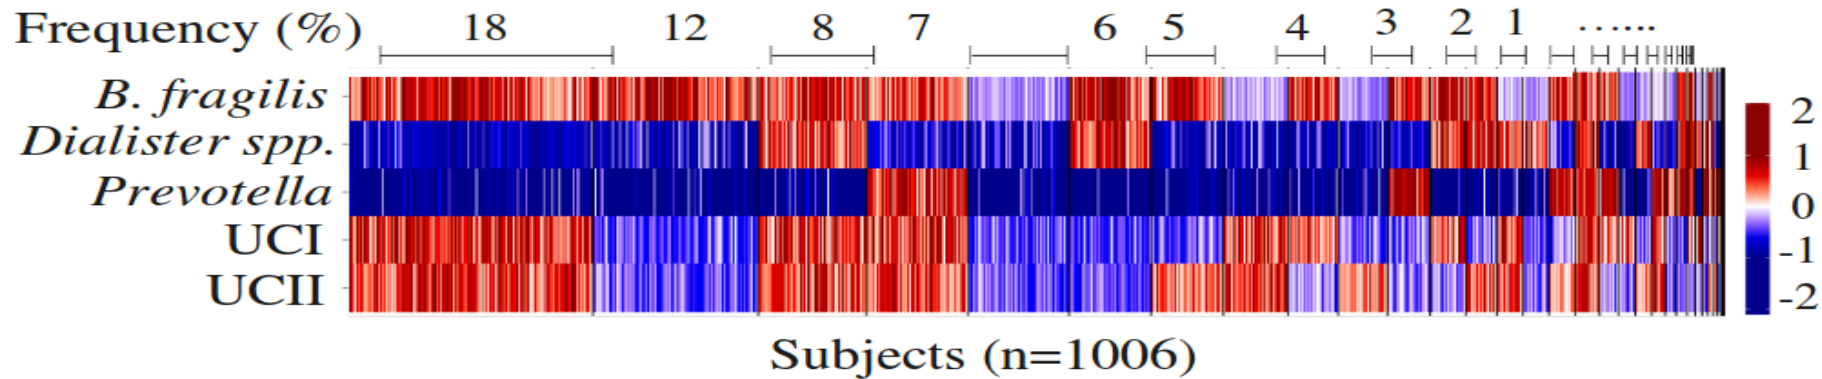 Frequency (%) 18 12 8 7 6 5 4 3 2 1 ......
B. fragilis
Dialister spp.
Prevotella
UCI
UCII
2
1
0
-1
-2
Subjects (n=1006)